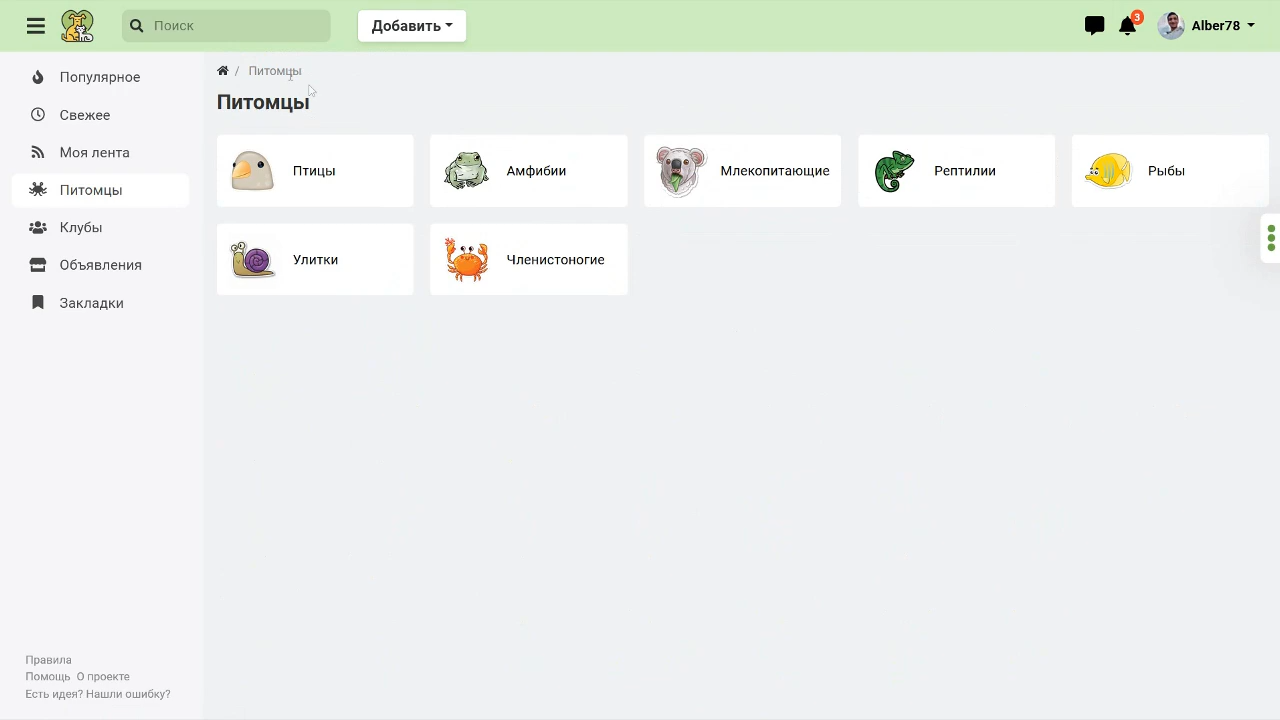 Поиск
Добавить
3
Alber78
Популярное
Свежее
Моя лента
Питомцы
Клубы
Объявления
Закладки
/ Питомцы
Питомцы
Птицы
Амфибии
Млекопитающие
Рептилии
Рыбы
Улитки
Членистоногие
Правила
Помощь О проекте
Есть идея? Нашли ошибку?